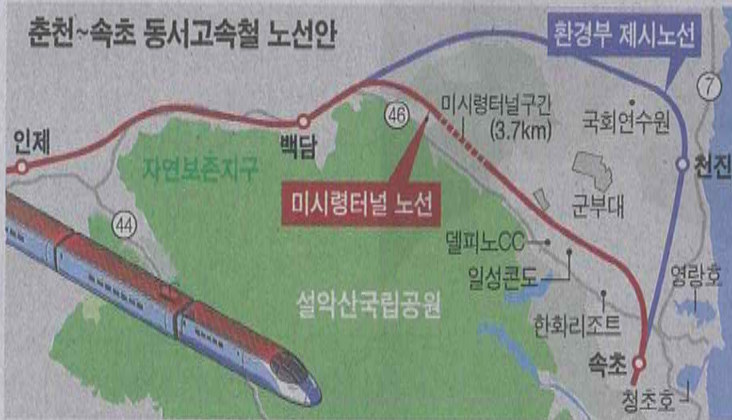 춘천~속초 동서고속철 노선안
환경부 제시노선
7
인제
백담
46
미시령터널구간
(3.7km)
국회연수원
천진
자연보존지구
미시령터널 노선
군부대
44
델피노CC
일성콘도
영랑호
설악산국립공원
한화리조트
속초
청초호